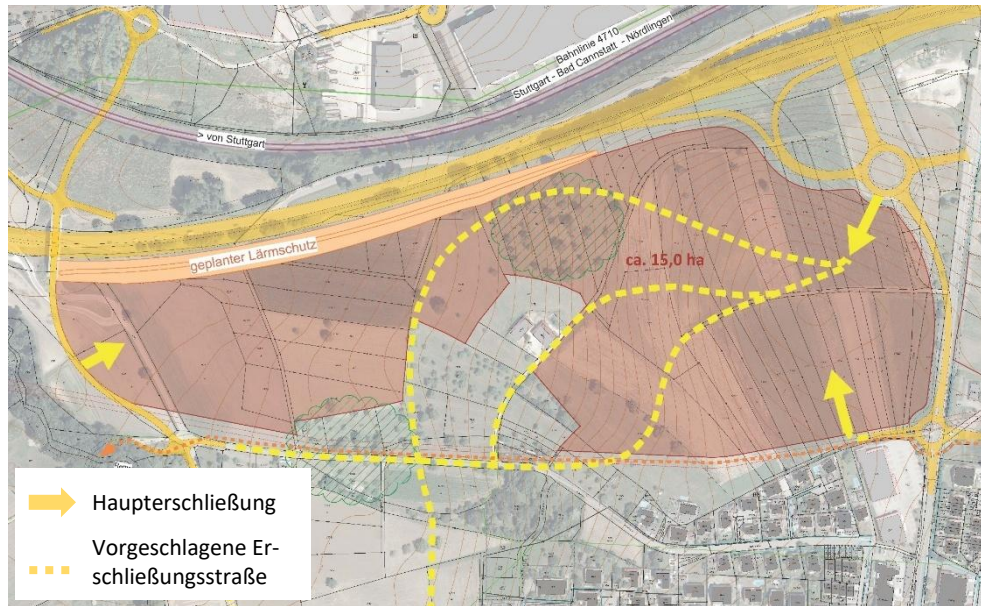 Bahnlinie 4710
Stuttgart - Bad Cannstatt - Nördlingen
> von Stuttgart
geplanter Lärmschutz
ca. 15,0 ha
Haupterschließung
Vorgeschlagene Er-
schließungsstraße